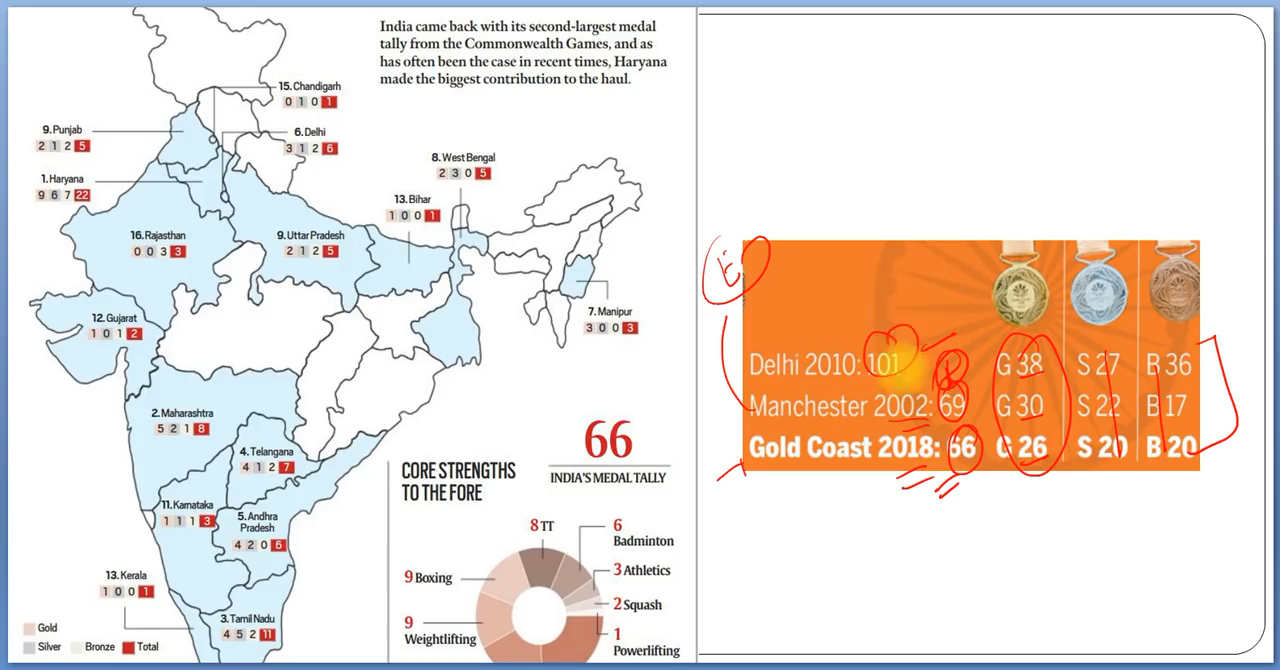 India came back with its second-largest medal
tally from the Commonwealth Games, and as
has often been the case in recent times, Haryana
made the biggest contribution to the haul.
15. Chandigarh
0 1 0 1
9. Punjab
2 1 2 5
6. Delhi
3 1 2 6
8. West Bengal
2 3 0 5
1. Haryana
9 6 7 22
13. Bihar
1 0 0 1
16. Rajasthan
0 0 3 3
9. Uttar Pradesh
2 1 2 5
7. Manipur
3 0 0 3
12. Gujarat
1 0 1 2
2. Maharashtra
5 2 1 8
4. Telangana
4 1 2 7
11. Karnataka
1 1 1 3
5. Andhra
Pradesh
4 2 0 6
13. Kerala
1 0 0 1
3. Tamil Nadu
4 5 2 11
Gold
Silver Bronze Total
66
INDIA'S MEDAL TALLY
CORE STRENGTHS
TO THE FORE
8 TT
6
Badminton
9 Boxing
3 Athletics
2 Squash
9
Weightlifting
1
Powerlifting
E
Delhi 2010: 101 G 38 S 27 B 36
Manchester 2002: 69 G 30 S 22 B 17
Gold Coast 2018: 66 G 26 S 20 B 20